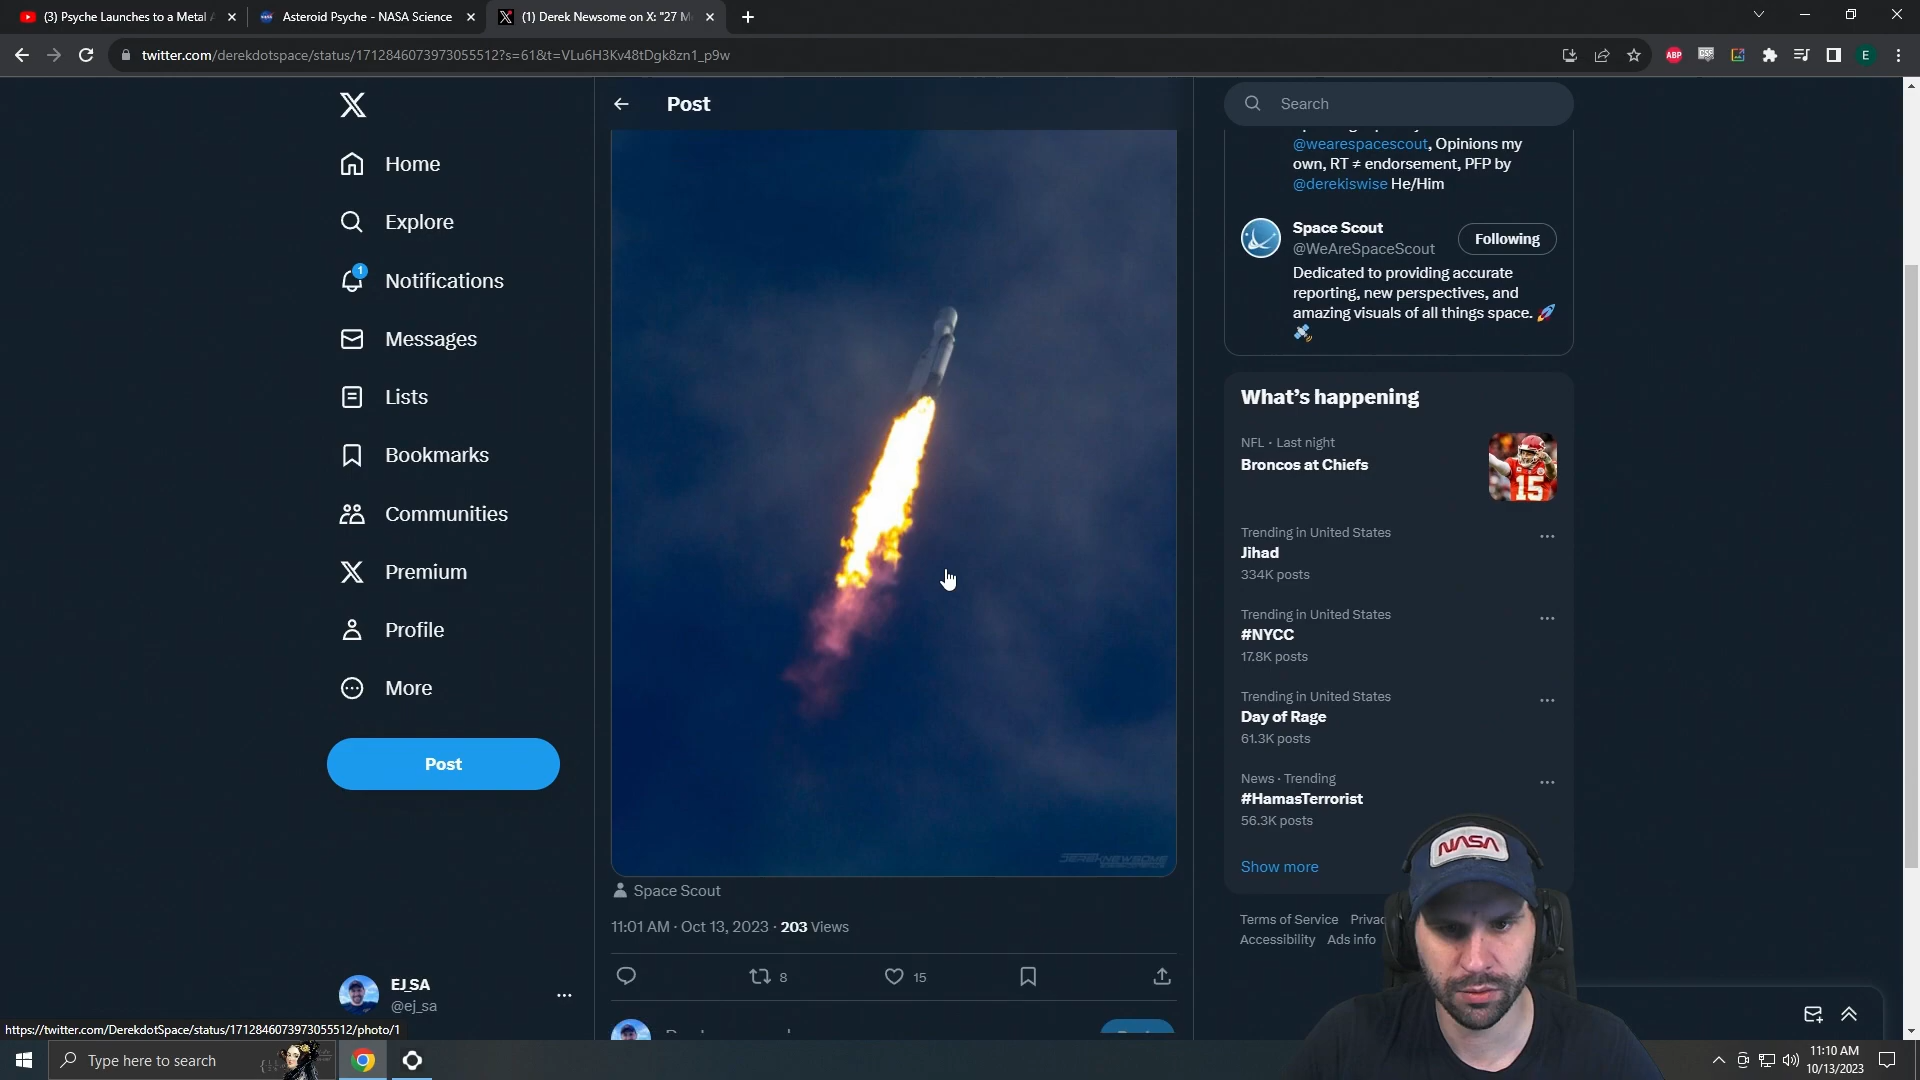 (3) Psyche Launches to a Metal
Asteroid Psyche - NASA Science
(1) Derek Newsome on X: "27 M
twitter.com/derekdotspace/status/1712846073973055512?s=61&t=VLu6H3Kv48tDgk8zn1_p9w
ABP
CSS
E
Post
Search
Home
Explore
1
Notifications
Messages
Lists
Bookmarks
Communities
Premium
Profile
More
Post
EJ_SA
@ej_sa
Space Scout
11:01 AM · Oct 13, 2023 · 203 Views
8
15
@wearespacescout, Opinions my
own, RT ≠ endorsement, PFP by
@derekiswise He/Him
Space Scout
@WeAreSpaceScout
Following
Dedicated to providing accurate
reporting, new perspectives, and
amazing visuals of all things space. 🚀
🛰️
What's happening
NFL · Last night
Broncos at Chiefs
15
Trending in United States
Jihad
334K posts
Trending in United States
#NYCC
17.8K posts
Trending in United States
Day of Rage
61.3K posts
News · Trending
#HamasTerrorist
56.3K posts
Show more
Terms of Service
Accessibility Ads info
NASA
https://twitter.com/DerekdotSpace/status/1712846073973055512/photo/1
Type here to search
11:10 AM
10/13/2023